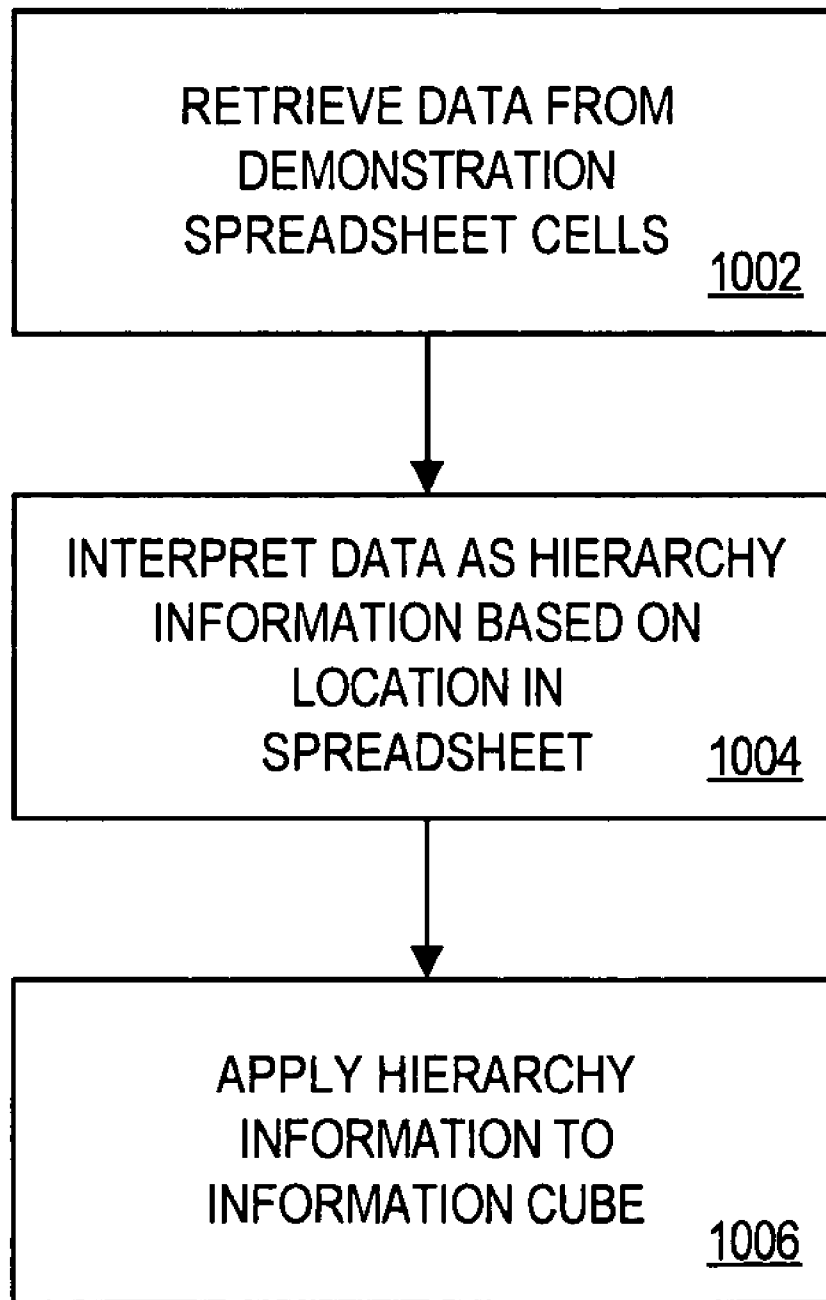 RETRIEVE DATA FROM
DEMONSTRATION
SPREADSHEET CELLS
1002
INTERPRET DATA AS HIERARCHY
INFORMATION BASED ON
LOCATION IN
SPREADSHEET
1004
APPLY HIERARCHY
INFORMATION TO
INFORMATION CUBE
1006